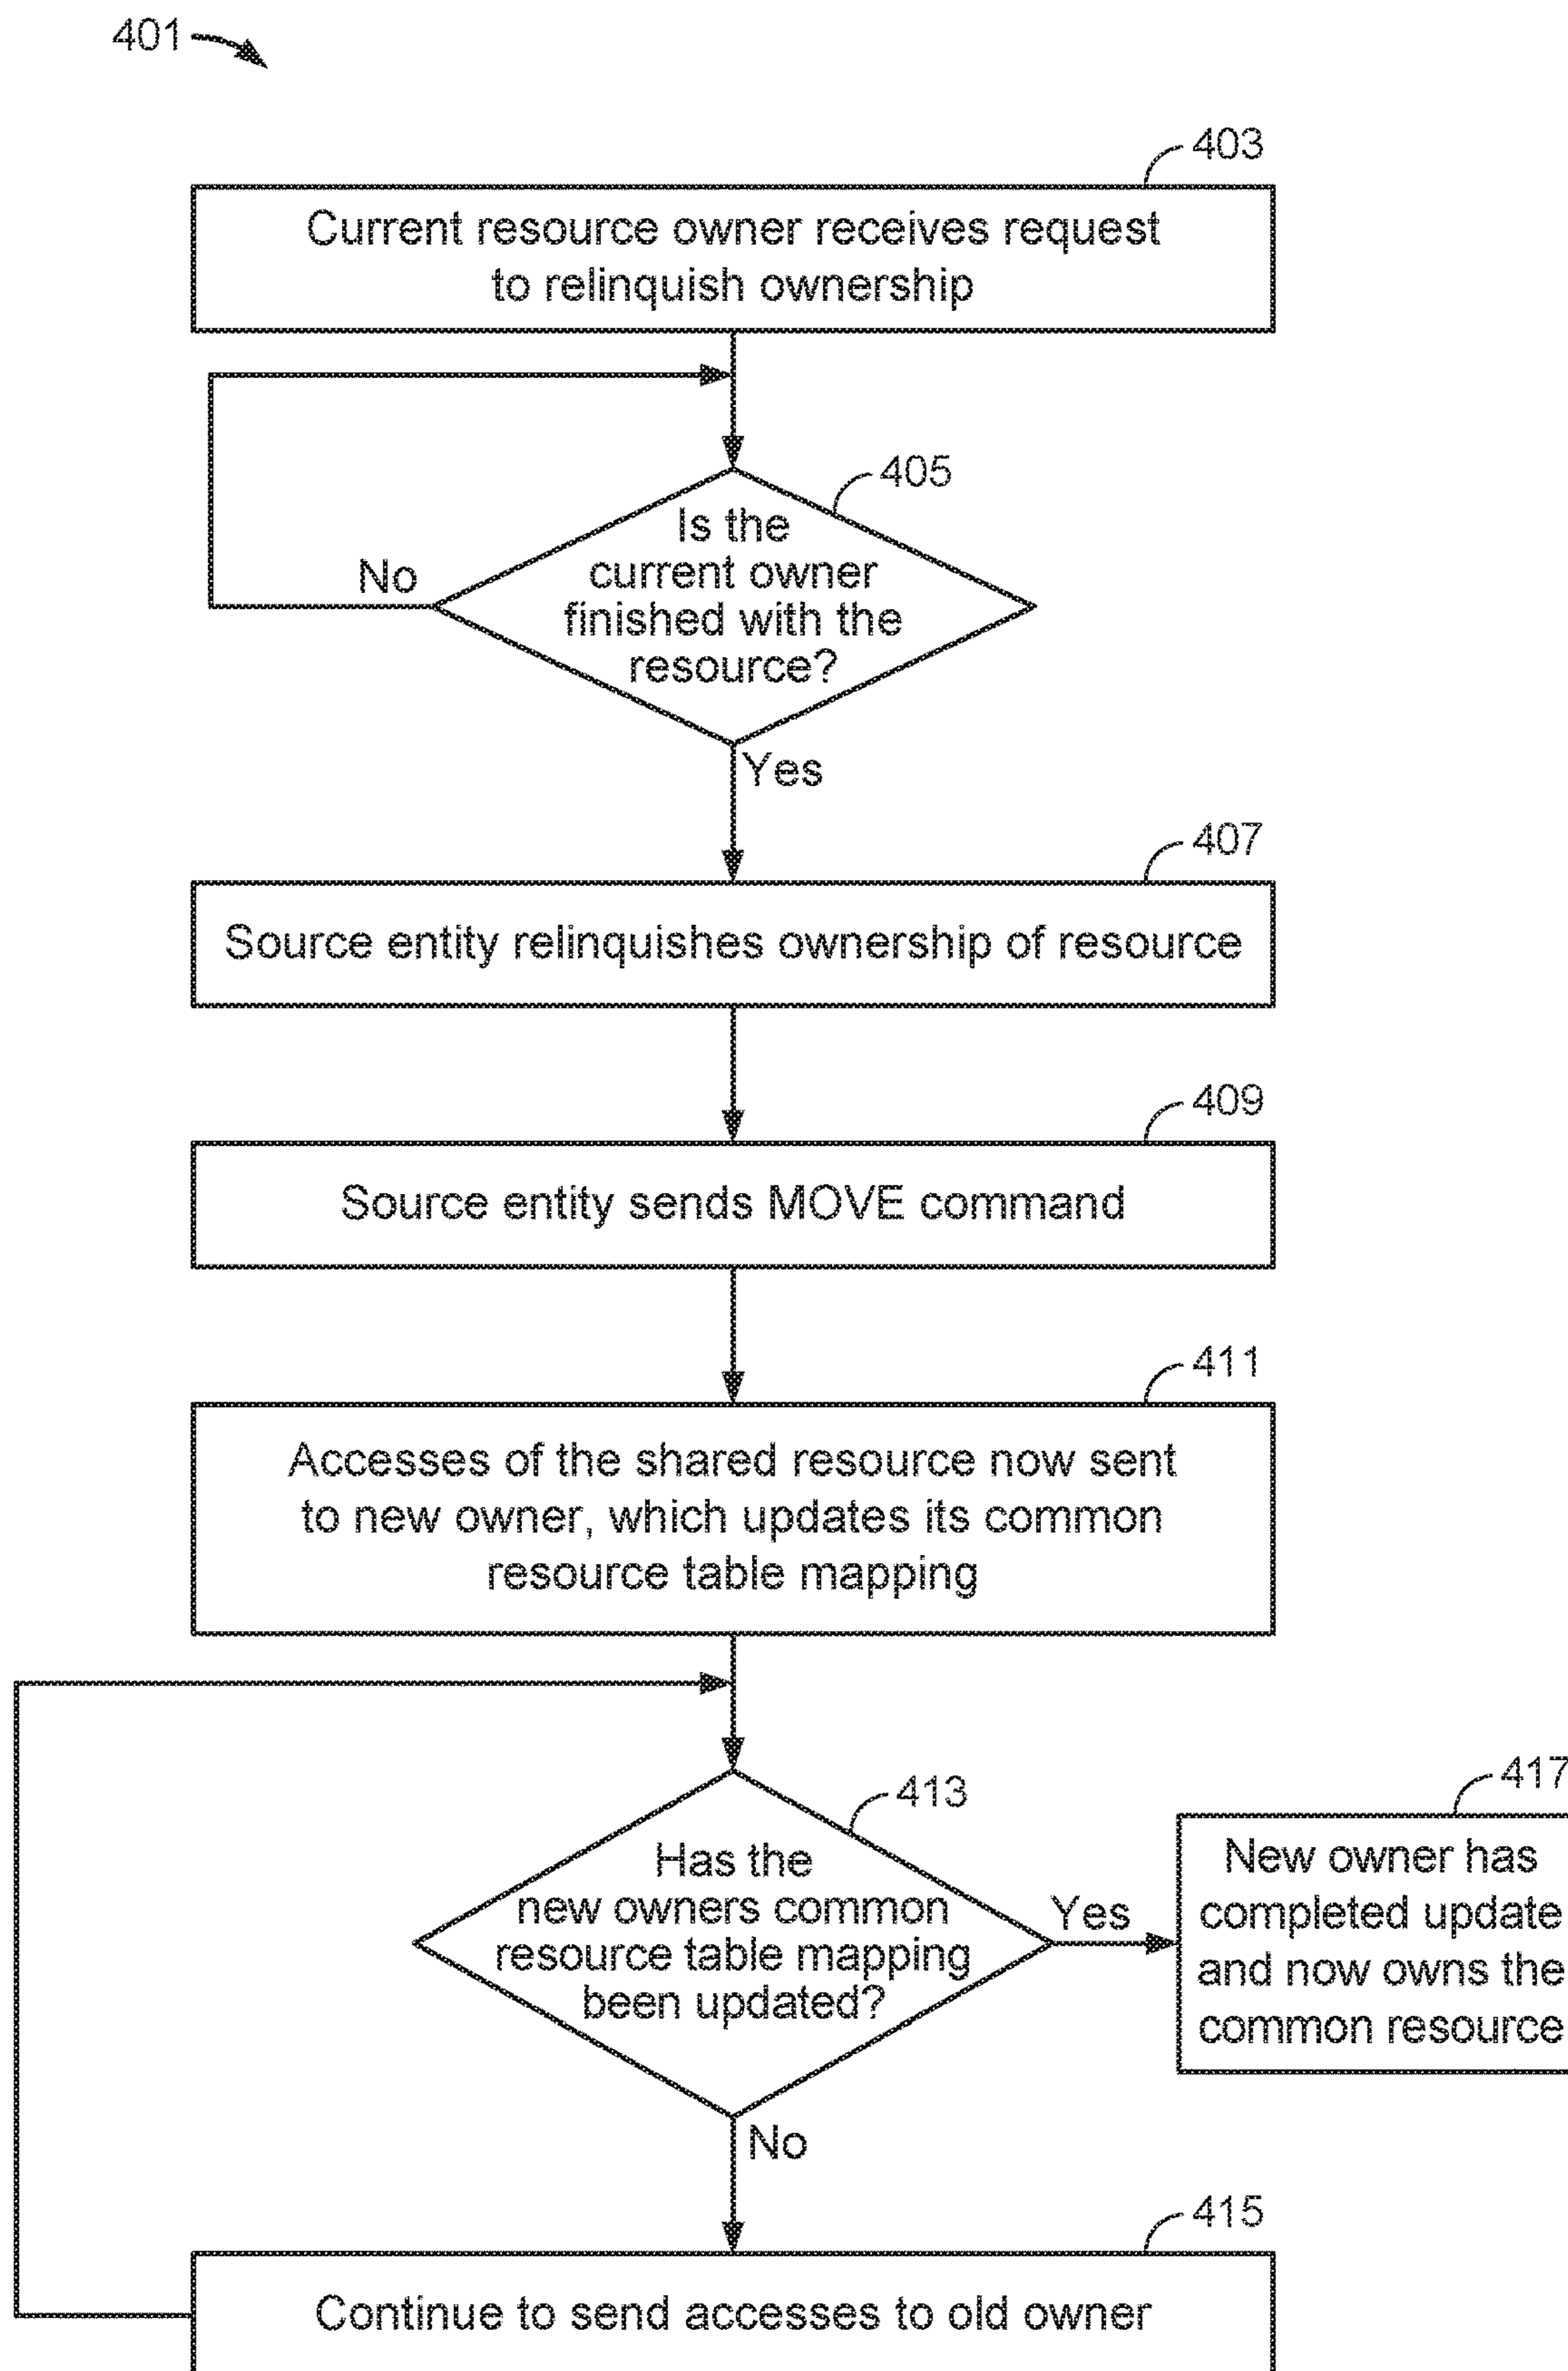 401
403
Current resource owner receives request
to relinquish ownership
405
Is the
current owner
finished with the
resource?
No
Yes
407
Source entity relinquishes ownership of resource
409
Source entity sends MOVE command
411
Accesses of the shared resource now sent
to new owner, which updates its common
resource table mapping
413
Has the
new owners common
resource table mapping
been updated?
Yes
417
New owner has
completed update
and now owns the
common resource
No
415
Continue to send accesses to old owner